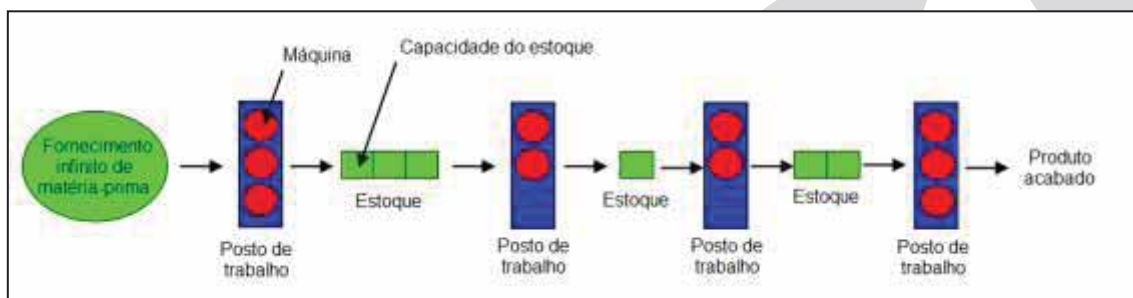 Máquina
Capacidade do estoque
Fornecimento
infinito de
matéria-prima
Estoque
Estoque
Estoque
Produto
acabado
Posto de
trabalho
Posto de
trabalho
Posto de
trabalho
Posto de
trabalho